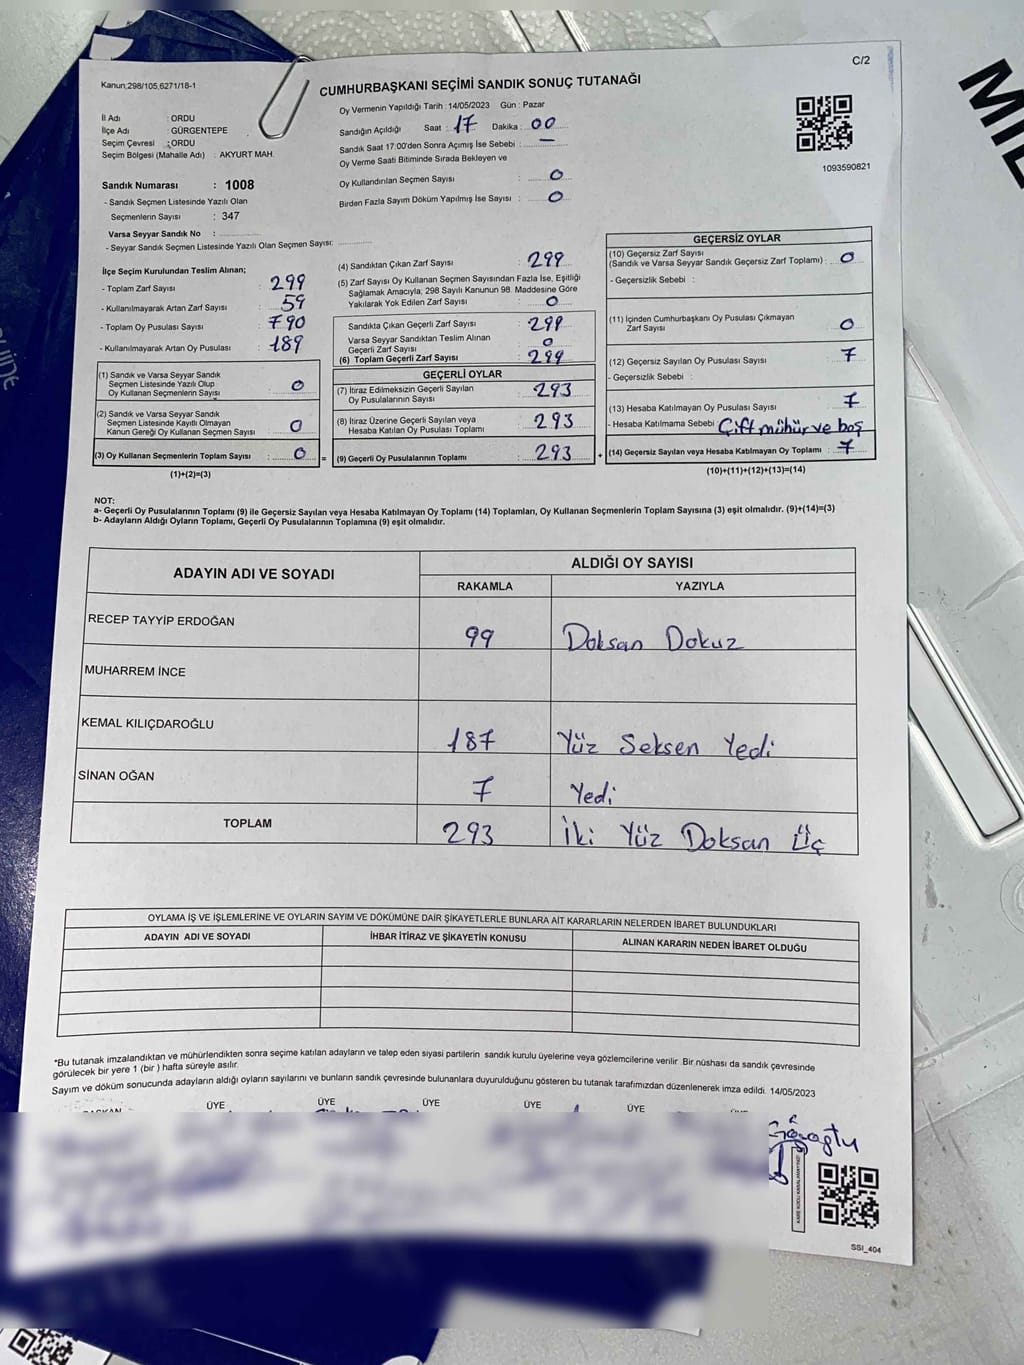 C/2
Kanun;298/105,6271/18-1
CUMHURBAŞKANI SEÇİMİ SANDIK SONUÇ TUTANAĞI
Oy Vermenin Yapıldığı Tarih : 14/05/2023 Gün : Pazar
Sandığın Açıldığı Saat : 17 Dakika : 00
Sandık Saat 17:00'den Sonra Açımış İse Sebebi : —
Oy Verme Saati Bitiminde Sırada Bekleyen ve
Oy Kullandırılan Seçmen Sayısı : 0
Birden Fazla Sayım Döküm Yapılmış İse Sayısı : 0
1093590821
İl Adı : ORDU
İlçe Adı : GÜRGENTEPE
Seçim Çevresi : ORDU
Seçim Bölgesi (Mahalle Adı) : AKYURT MAH.
Sandık Numarası : 1008
- Sandık Seçmen Listesinde Yazılı Olan
Seçmenlerin Sayısı : 347
Varsa Seyyar Sandık No :
- Seyyar Sandık Seçmen Listesinde Yazılı Olan Seçmen Sayısı:
İlçe Seçim Kurulundan Teslim Alınan;
- Toplam Zarf Sayısı : 299
- Kullanılmayarak Artan Zarf Sayısı : 59
- Toplam Oy Pusulası Sayısı : 790
- Kullanılmayarak Artan Oy Pusulası : 189
(1) Sandık ve Varsa Seyyar Sandık
Seçmen Listesinde Yazılı Olup
Oy Kullanan Seçmenlerin Sayısı : 0
(2) Sandık ve Varsa Seyyar Sandık
Seçmen Listesinde Kayıtlı Olmayan
Kanun Gereği Oy Kullanan Seçmen Sayısı : 0
(3) Oy Kullanan Seçmenlerin Toplam Sayısı : 0 =
(1)+(2)=(3)
(4) Sandıktan Çıkan Zarf Sayısı : 299
(5) Zarf Sayısı Oy Kullanan Seçmen Sayısından Fazla İse, Eşitliği
Sağlamak Amacıyla, 298 Sayılı Kanunun 98. Maddesine Göre
Yakılarak Yok Edilen Zarf Sayısı : 0
Sandıkta Çıkan Geçerli Zarf Sayısı : 299
Varsa Seyyar Sandıktan Teslim Alınan
Geçerli Zarf Sayısı : 0
(6) Toplam Geçerli Zarf Sayısı : 299
GEÇERLİ OYLAR
(7) İtiraz Edilmeksizin Geçerli Sayılan
Oy Pusulalarının Sayısı : 293
(8) İtiraz Üzerine Geçerli Sayılan veya
Hesaba Katılan Oy Pusulası Toplamı : 293
(9) Geçerli Oy Pusulalarının Toplamı : 293 +
GEÇERSİZ OYLAR
(10) Geçersiz Zarf Sayısı
(Sandık ve Varsa Seyyar Sandık Geçersiz Zarf Toplamı) : 0
- Geçersizlik Sebebi :
(11) İçinden Cumhurbaşkanı Oy Pusulası Çıkmayan
Zarf Sayısı : 0
(12) Geçersiz Sayılan Oy Pusulası Sayısı : 7
- Geçersizlik Sebebi :
(13) Hesaba Katılmayan Oy Pusulası Sayısı : 7
- Hesaba Katılmama Sebebi Çift mühür ve boş
(14) Geçersiz Sayılan veya Hesaba Katılmayan Oy Toplamı : 7
(10)+(11)+(12)+(13)=(14)
NOT:
a- Geçerli Oy Pusulalarının Toplamı (9) ile Geçersiz Sayılan veya Hesaba Katılmayan Oy Toplamı (14) Toplamları, Oy Kullanan Seçmenlerin Toplam Sayısına (3) eşit olmalıdır. (9)+(14)=(3)
b- Adayların Aldığı Oyların Toplamı, Geçerli Oy Pusulalarının Toplamına (9) eşit olmalıdır.
ADAYIN ADI VE SOYADI
ALDIĞI OY SAYISI
RAKAMLA YAZIYLA
RECEP TAYYİP ERDOĞAN 99 Doksan Dokuz
MUHARREM İNCE
KEMAL KILIÇDAROĞLU 187 Yüz Seksen Yedi
SİNAN OĞAN 7 Yedi
TOPLAM 293 İki Yüz Doksan Üç
OYLAMA İŞ VE İŞLEMLERİNE VE OYLARIN SAYIM VE DÖKÜMÜNE DAİR ŞİKAYETLERLE BUNLARA AİT KARARLARIN NELERDEN İBARET BULUNDUKLARI
ADAYIN ADI VE SOYADI İHBAR İTİRAZ VE ŞİKAYETİN KONUSU ALINAN KARARIN NEDEN İBARET OLDUĞU
*Bu tutanak imzalandıktan ve mühürlendikten sonra seçime katılan adayların ve talep eden siyasi partilerin sandık kurulu üyelerine veya gözlemcilerine verilir. Bir nüshası da sandık çevresinde
görülecek bir yere 1 (bir ) hafta süreyle asılır.
Sayım ve döküm sonucunda adayların aldığı oyların sayılarını ve bunların sandık çevresinde bulunanlara duyurulduğunu gösteren bu tutanak tarafımızdan düzenlenerek imza edildi. 14/05/2023
ÜYE ÜYE ÜYE ÜYE ÜYE
SSI_404